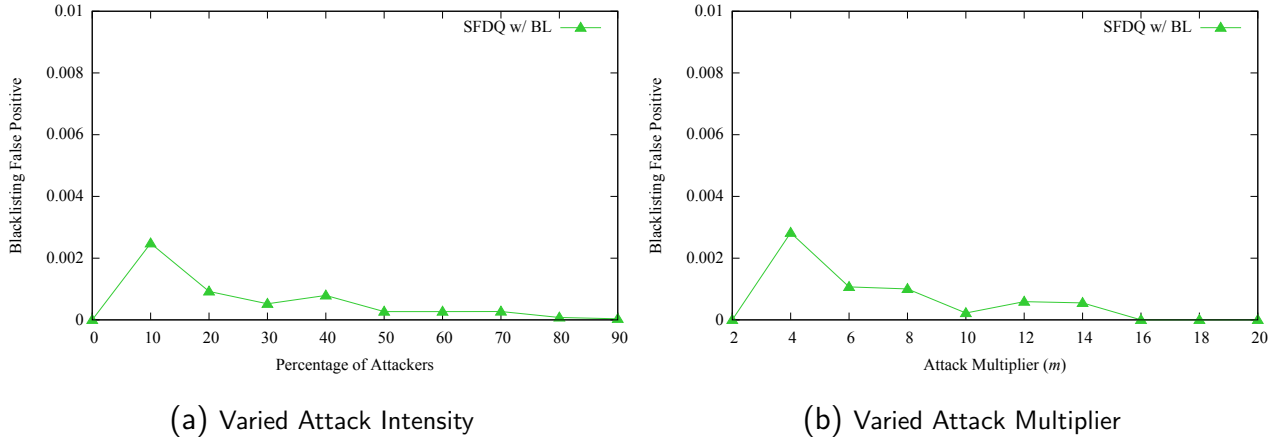 0.01
0.008
0.006
0.004
0.002
0
Blacklisting False Positive
SFDQ w/ BL
0 10 20 30 40 50 60 70 80 90
Percentage of Attackers
(a) Varied Attack Intensity
0.01
0.008
0.006
0.004
0.002
0
Blacklisting False Positive
SFDQ w/ BL
2 4 6 8 10 12 14 16 18 20
Attack Multiplier (m)
(b) Varied Attack Multiplier